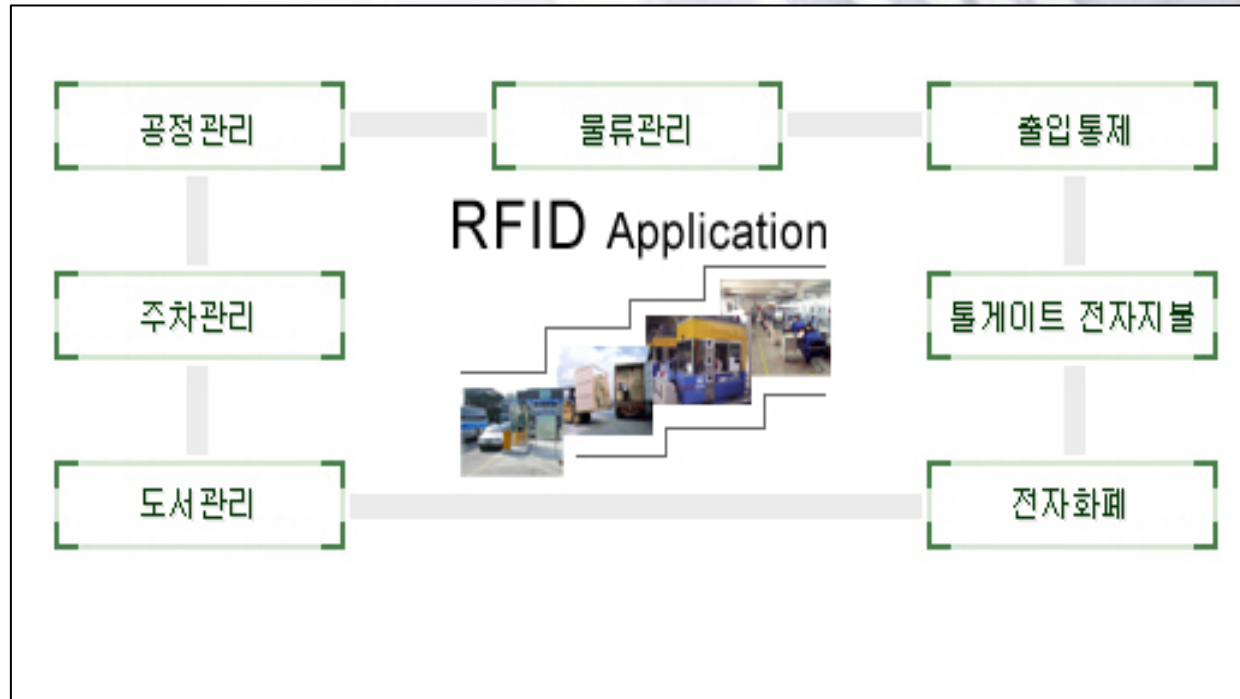 공정관리
물류관리
출입통제
RFID Application
주차관리
톨게이트 전자지불
도서관리
전자화폐